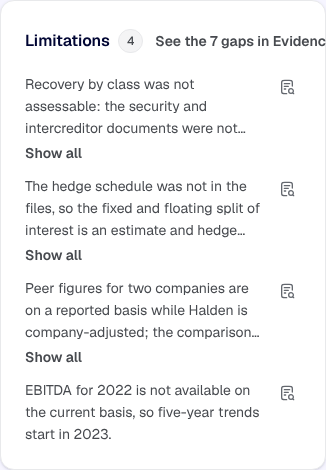 Limitations 4 See the 7 gaps in Evidenc
Recovery by class was not
assessable: the security and
intercreditor documents were not...
Show all
The hedge schedule was not in the
files, so the fixed and floating split of
interest is an estimate and hedge...
Show all
Peer figures for two companies are
on a reported basis while Halden is
company-adjusted; the comparison...
Show all
EBITDA for 2022 is not available on
the current basis, so five-year trends
start in 2023.